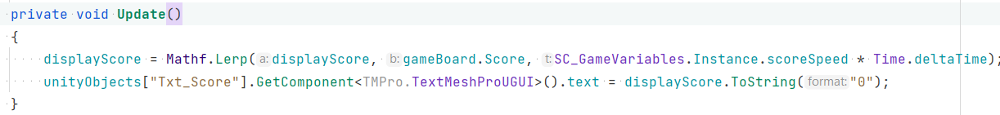 private void Update()
{
displayScore = Mathf.Lerp( a: displayScore, b: gameBoard.Score, t: SC_GameVariables.Instance.scoreSpeed * Time.deltaTime);
unityObjects["Txt_Score"].GetComponent<TMPro.TextMeshProUGUI>().text = displayScore.ToString( format: "0");
}